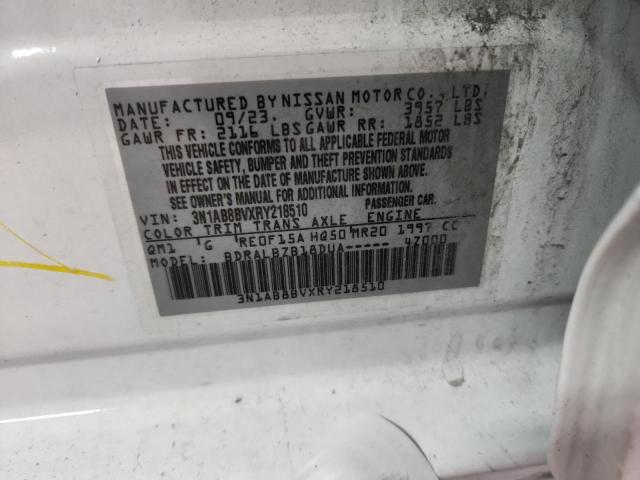 MANUFACTURED BY NISSAN MOTOR CO., LTD.
DATE: 09/23. GVWR: 3957 LBS
GAWR FR: 2116 LBS GAWR RR: 1852 LBS
THIS VEHICLE CONFORMS TO ALL APPLICABLE FEDERAL MOTOR
VEHICLE SAFETY, BUMPER AND THEFT PREVENTION STANDARDS
IN EFFECT ON THE DATE OF MANUFACTURE SHOWN ABOVE.
SEE OWNER'S MANUAL FOR ADDITIONAL INFORMATION
VIN: 3N1AB8BVXRY218510 PASSENGER CAR.
COLOR TRIM TRANS AXLE ENGINE
QM1 G RE0F15A HQ50 MR20 1997 CC
MODEL: BDRALBZB18DUA----- 47000
3N1AB8BVXRY218510